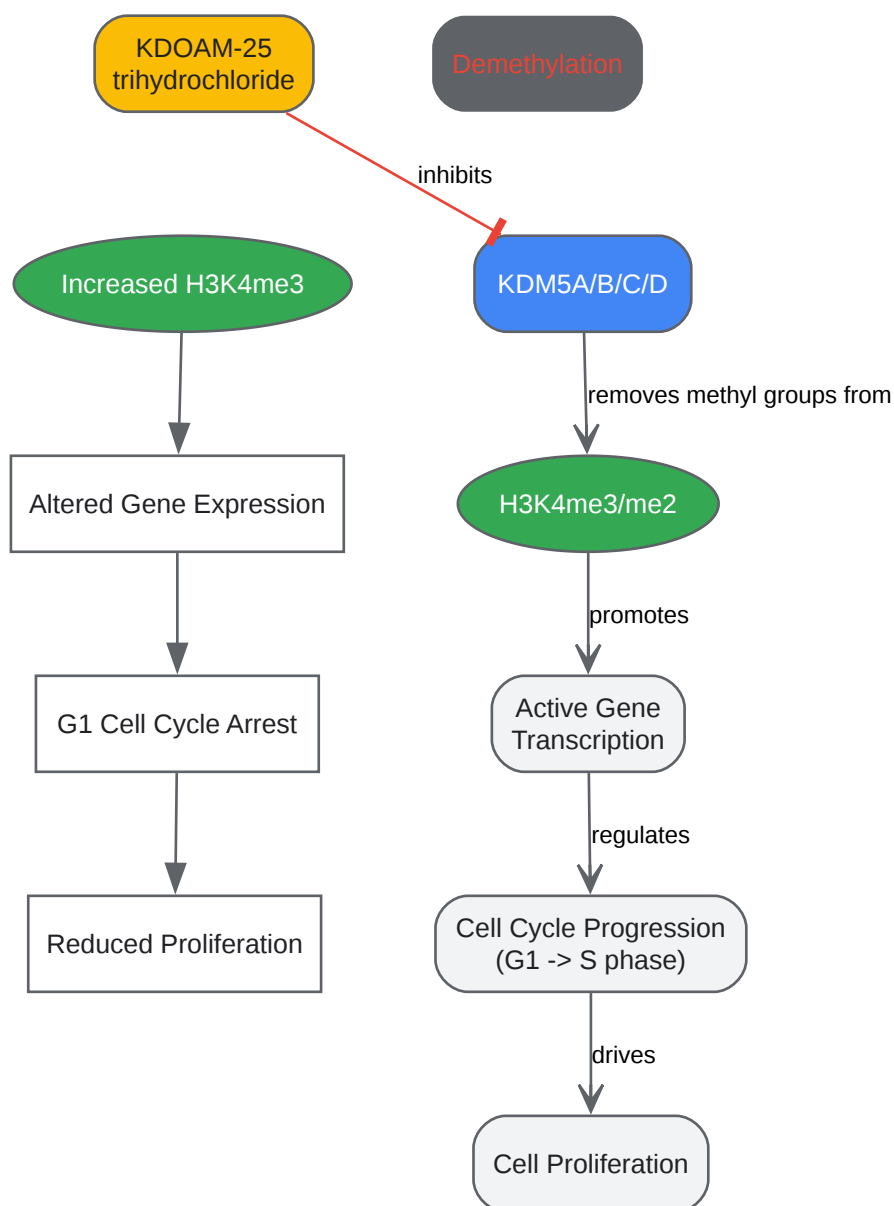 KDOAM-25
trihydrochloride
Demethylation
inhibits
Increased H3K4me3
KDM5A/B/C/D
removes methyl groups from
Altered Gene Expression
H3K4me3/me2
promotes
G1 Cell Cycle Arrest
Active Gene
Transcription
regulates
Reduced Proliferation
Cell Cycle Progression
(G1 -> S phase)
drives
Cell Proliferation